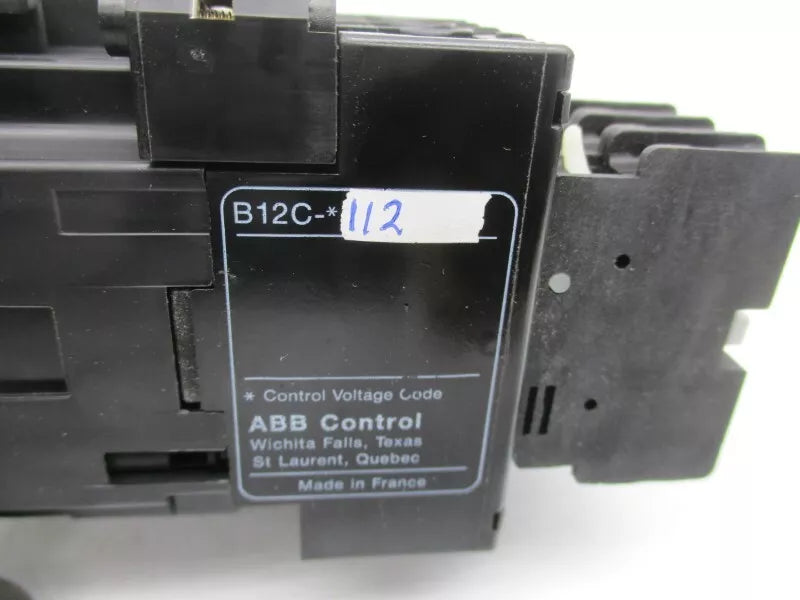 B12C-*112
* Control Voltage Code
ABB Control
Wichita Falls, Texas
St Laurent, Quebec
Made in France